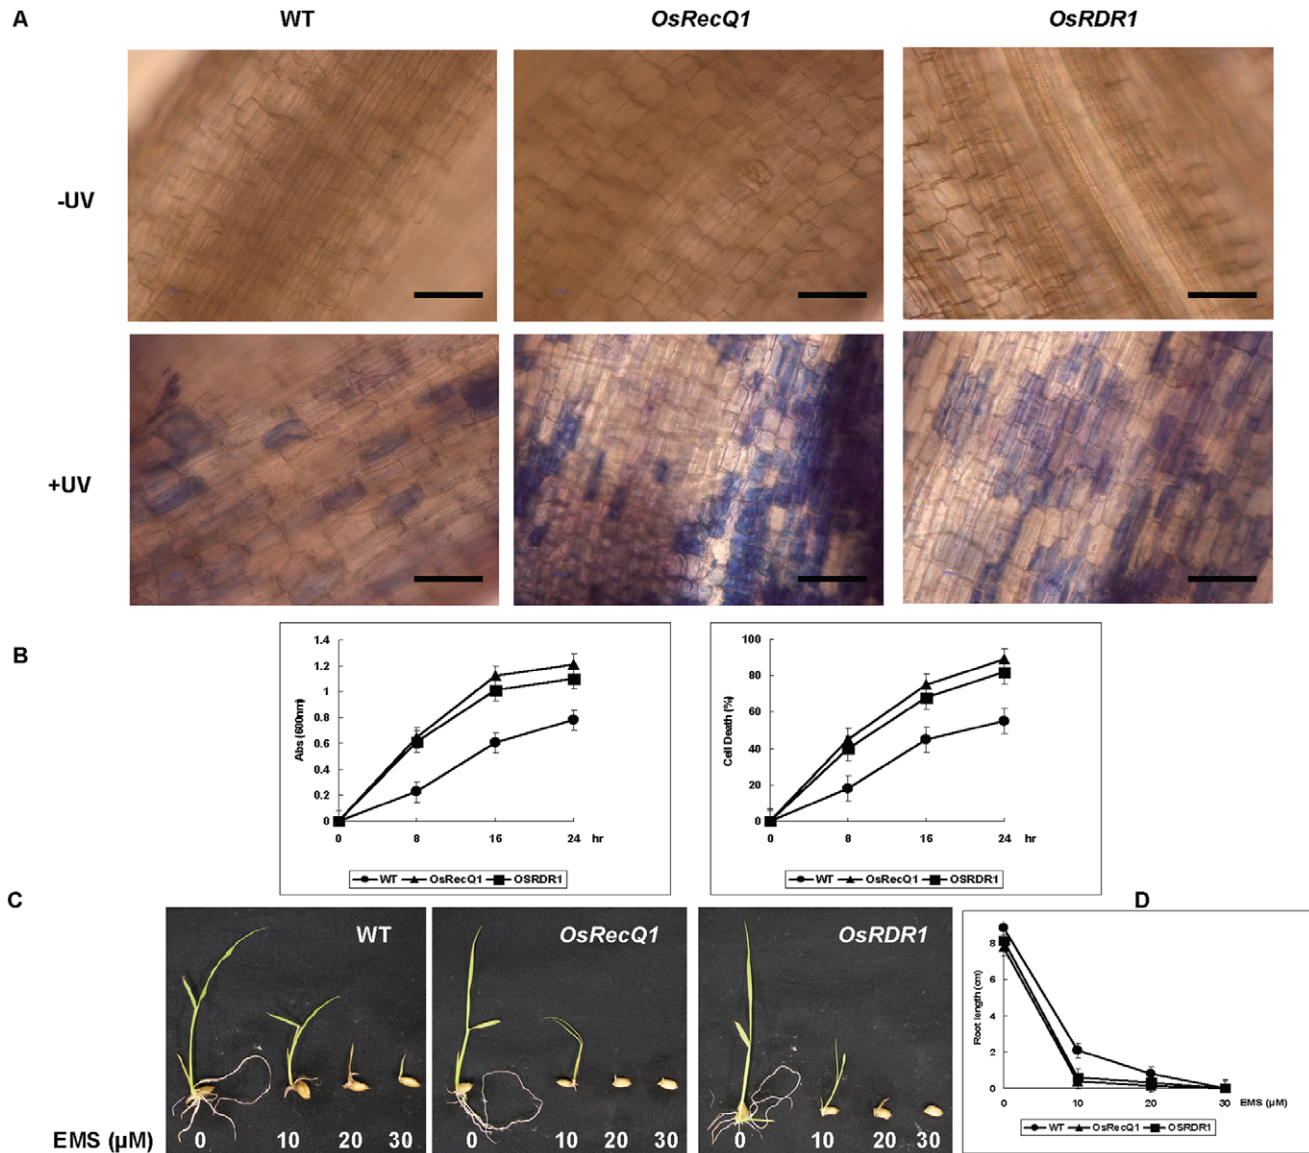 A
WT
OsRecQ1
OsRDR1
-UV
+UV
B
1.4
1.2
1
0.8
0.6
0.4
0.2
0
Abs (600nm)
0 8 16 24 hr
WT OsRecQ1 OSRDR1
100
80
60
40
20
0
Cell Death (%)
0 8 16 24 hr
WT OsRecQ1 OSRDR1
C
WT
OsRecQ1
OsRDR1
EMS (μM) 0 10 20 30
0 10 20 30
0 10 20 30
D
8
6
4
2
0
Root length (cm)
0 10 20 30 EMS (μM)
WT OsRecQ1 OSRDR1